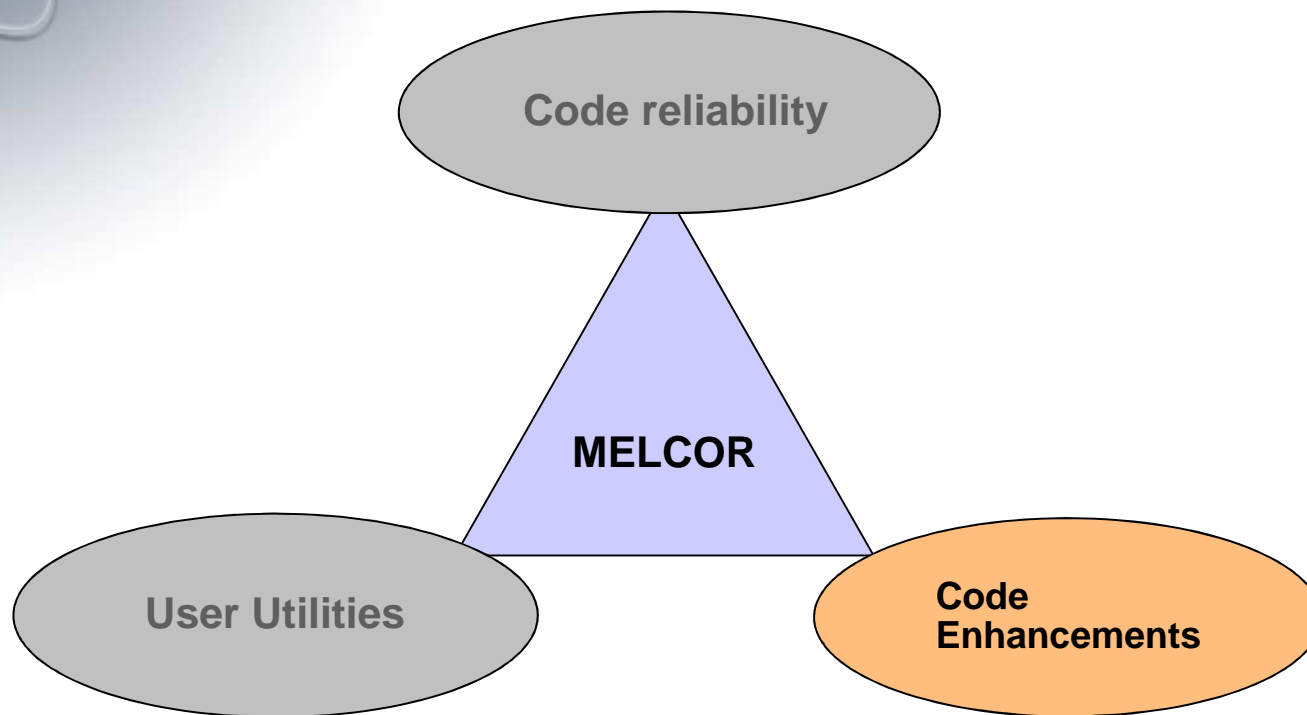 Code reliability
MELCOR
User Utilities
Code
Enhancements